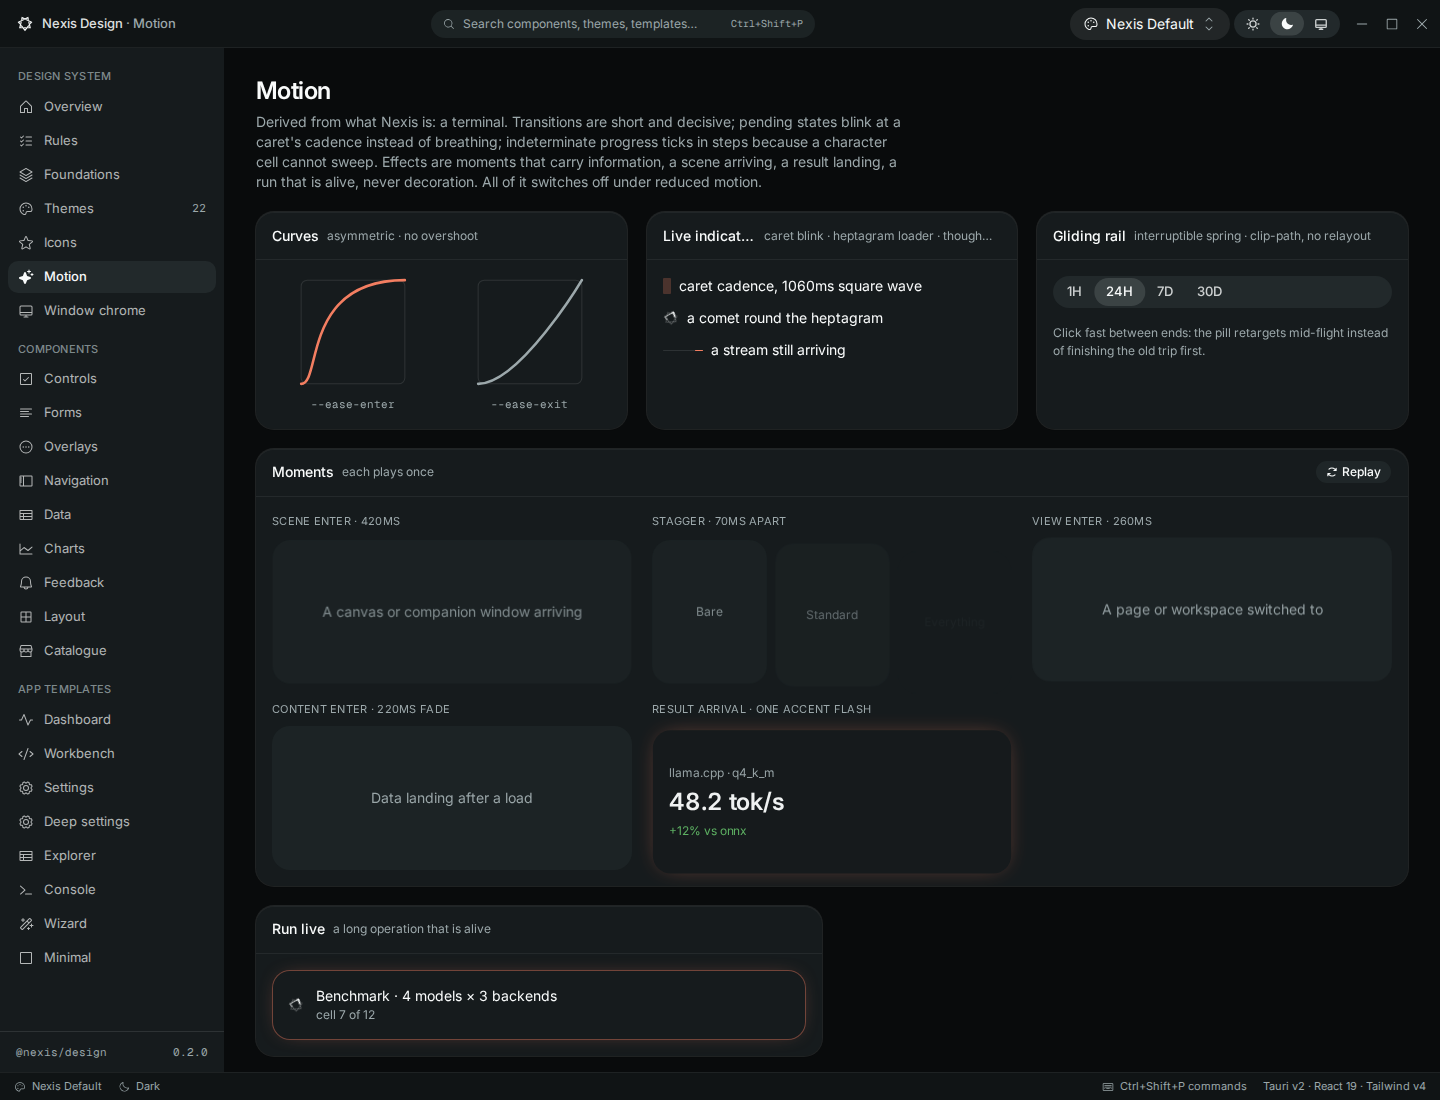 Nexis Design · Motion
Search components, themes, templates...
Ctrl+Shift+P
Nexis Default
DESIGN SYSTEM
Overview
Rules
Foundations
Themes 22
Icons
Motion
Window chrome
COMPONENTS
Controls
Forms
Overlays
Navigation
Data
Charts
Feedback
Layout
Catalogue
APP TEMPLATES
Dashboard
Workbench
Settings
Deep settings
Explorer
Console
Wizard
Minimal
@nexis/design 0.2.0
Motion
Derived from what Nexis is: a terminal. Transitions are short and decisive; pending states blink at a
caret's cadence instead of breathing; indeterminate progress ticks in steps because a character
cell cannot sweep. Effects are moments that carry information, a scene arriving, a result landing, a
run that is alive, never decoration. All of it switches off under reduced motion.
Curves asymmetric · no overshoot
--ease-enter
--ease-exit
Live indicat... caret blink · heptagram loader · though...
caret cadence, 1060ms square wave
a comet round the heptagram
a stream still arriving
Gliding rail interruptible spring · clip-path, no relayout
1H 24H 7D 30D
Click fast between ends: the pill retargets mid-flight instead
of finishing the old trip first.
Moments each plays once
Replay
SCENE ENTER · 420MS
A canvas or companion window arriving
STAGGER · 70MS APART
Bare
Standard
VIEW ENTER · 260MS
A page or workspace switched to
CONTENT ENTER · 220MS FADE
Data landing after a load
RESULT ARRIVAL · ONE ACCENT FLASH
llama.cpp · q4_k_m
48.2 tok/s
+12% vs onnx
Run live a long operation that is alive
Benchmark · 4 models × 3 backends
cell 7 of 12
Nexis Default
Dark
Ctrl+Shift+P commands
Tauri v2 · React 19 · Tailwind v4